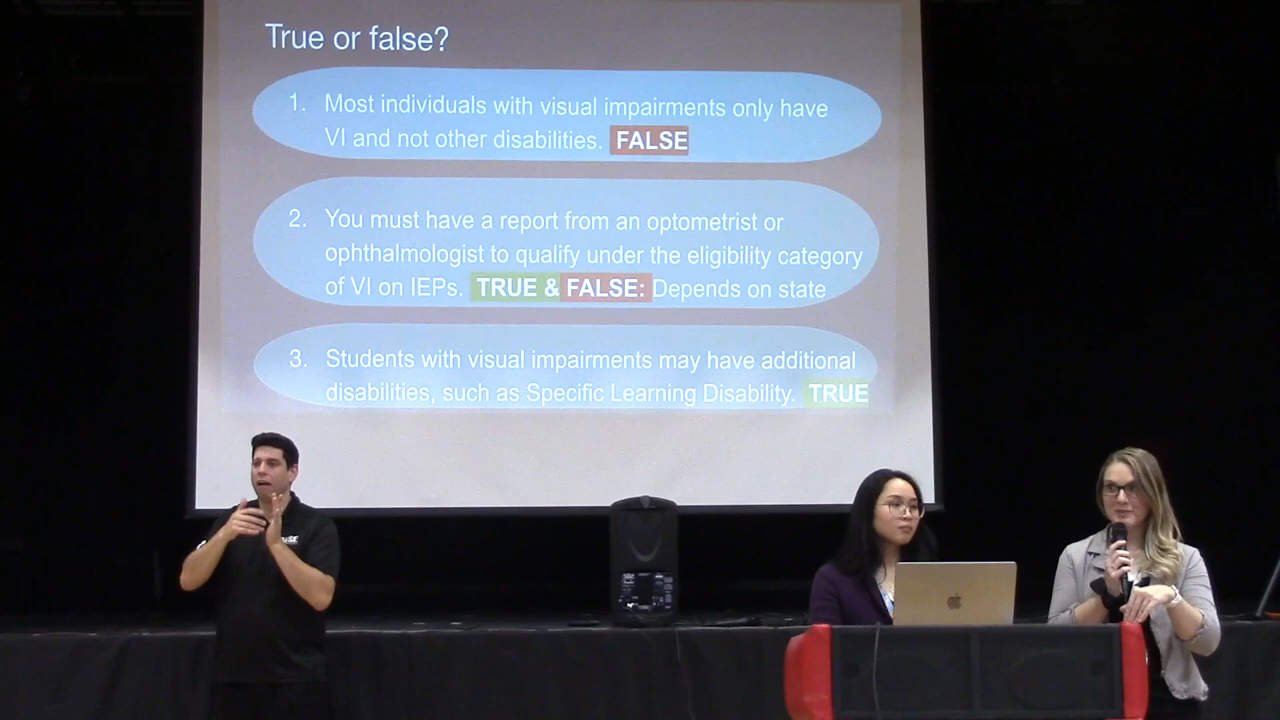 True or false?
1. Most individuals with visual impairments only have
VI and not other disabilities. FALSE
2. You must have a report from an optometrist or
ophthalmologist to qualify under the eligibility category
of VI on IEPs. TRUE & FALSE: Depends on state
3. Students with visual impairments may have additional
disabilities, such as Specific Learning Disability. TRUE